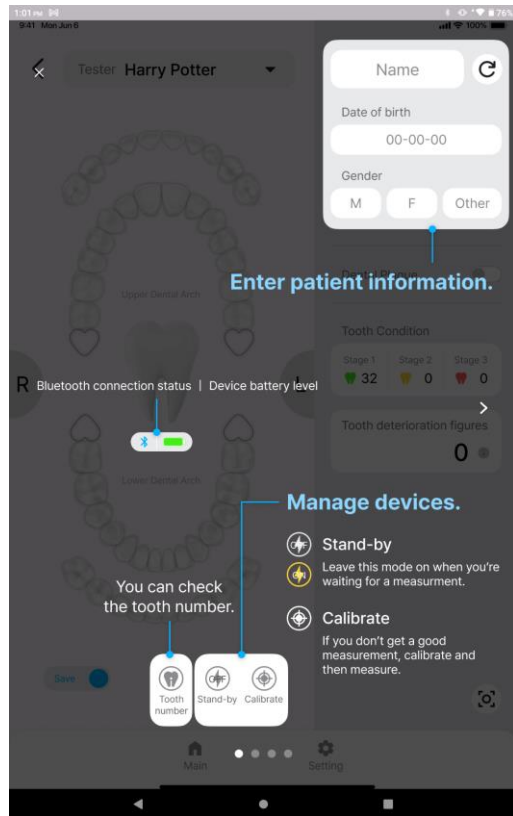 1:01 PM
76%
9:41 Mon Jun 6
100%
Tester Harry Potter
Name
Date of birth
00-00-00
Gender
M F Other
Enter patient information.
Upper Dental Arch
Tooth Condition
Stage 1 Stage 2 Stage 3
32 0 0
R Bluetooth connection status | Device battery level L
Tooth deterioration figures
0
Lower Dental Arch
Manage devices.
OFF Stand-by
ON Leave this mode on when you're
waiting for a measurment.
You can check
the tooth number.
Calibrate
If you don't get a good
measurement, calibrate and
then measure.
Save
OFF
Tooth
number
Stand-by Calibrate
Main Setting